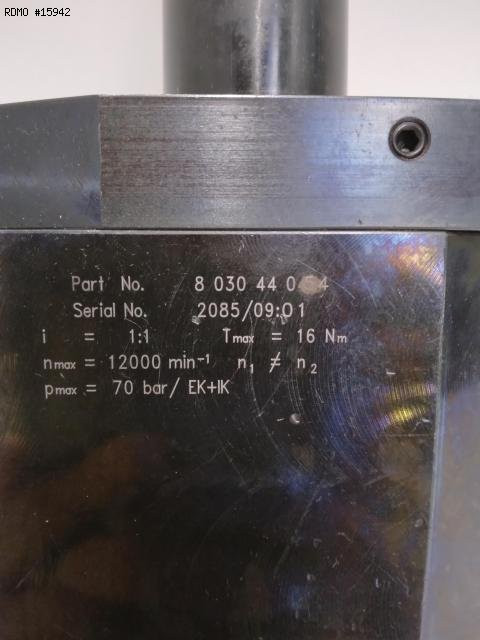 RDMO #15942
Part No. 8 030 44 0
Serial No. 2085/09:01
i = 1:1 Tmax = 16 Nm
nmax = 12000 min⁻¹ n₁ ≠ n₂
pmax = 70 bar/ EK+IK